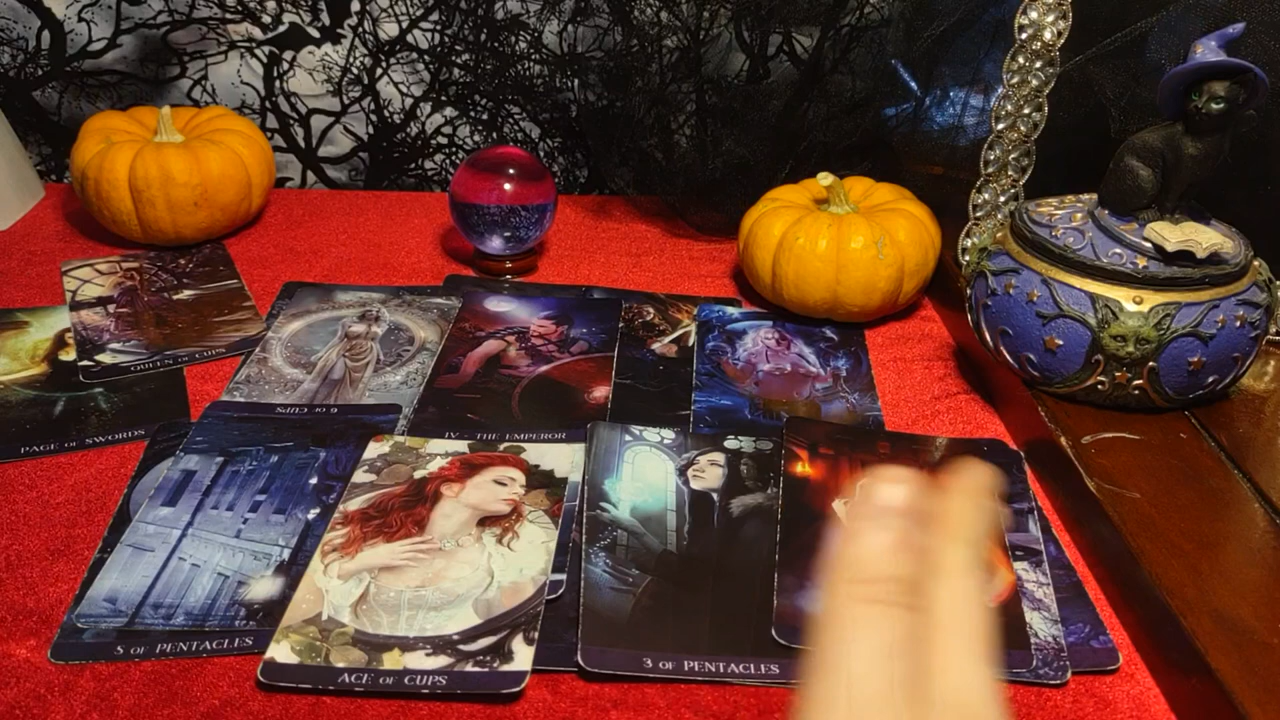 QUEEN OF CUPS
PAGE OF SWORDS
6 OF CUPS
IV - THE EMPEROR
5 OF PENTACLES
ACE OF CUPS
3 OF PENTACLES